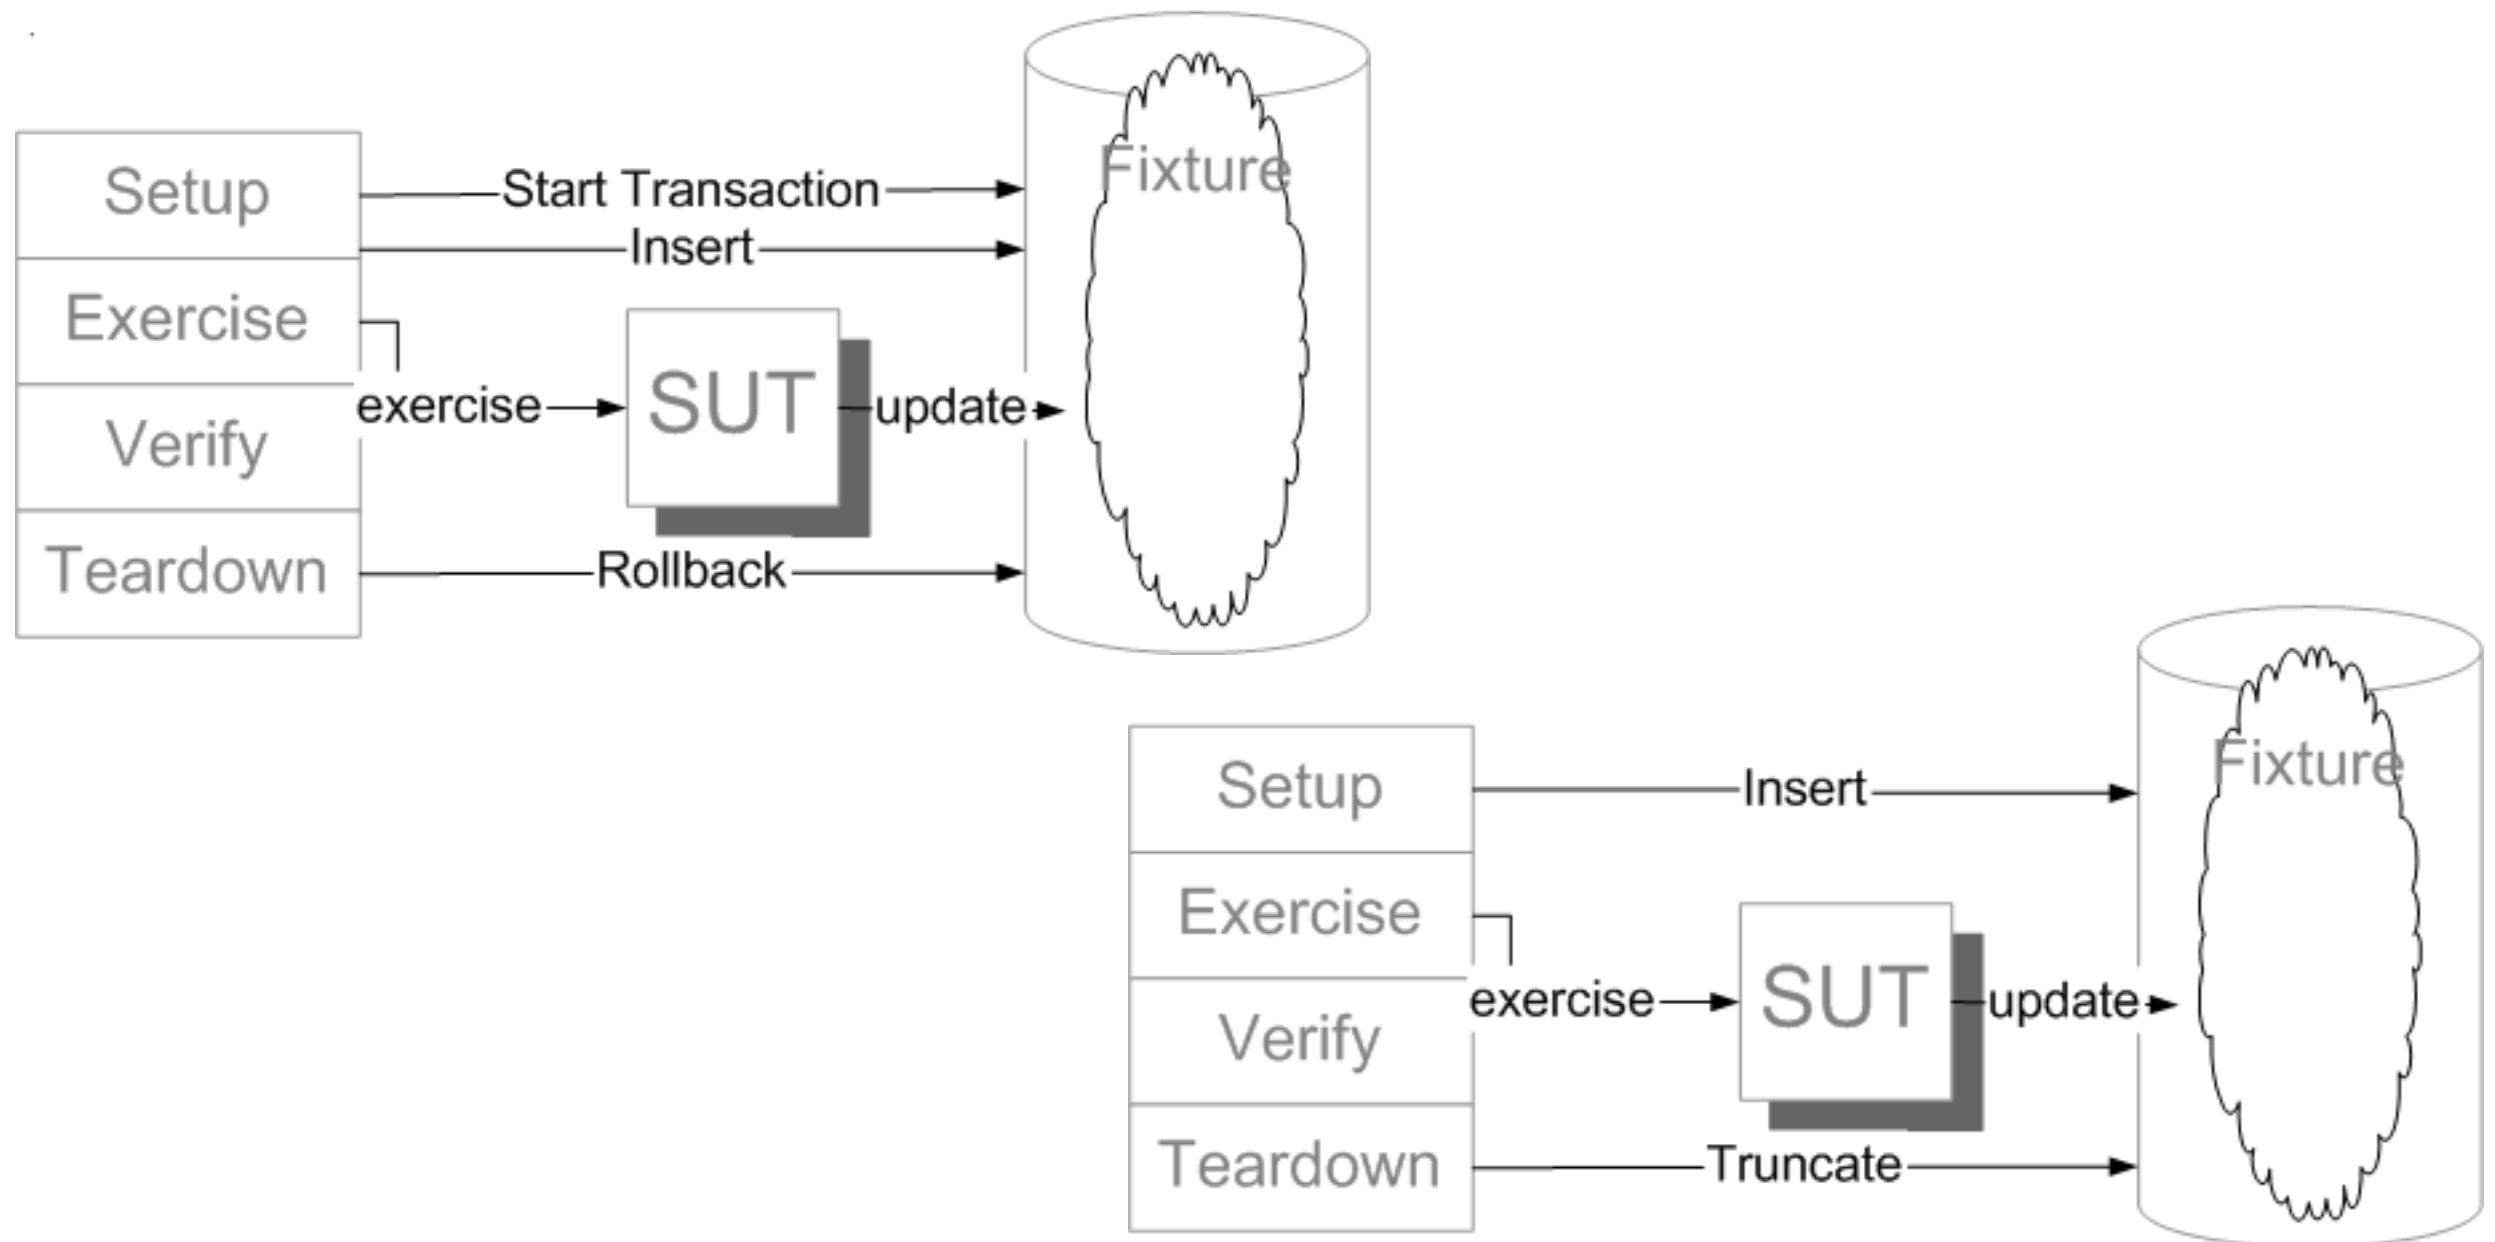 Setup
Start Transaction
Insert
Fixture
Exercise
exercise
SUT
update
Verify
Teardown
Rollback
Setup
Insert
Fixture
Exercise
exercise
SUT
update
Verify
Teardown
Truncate